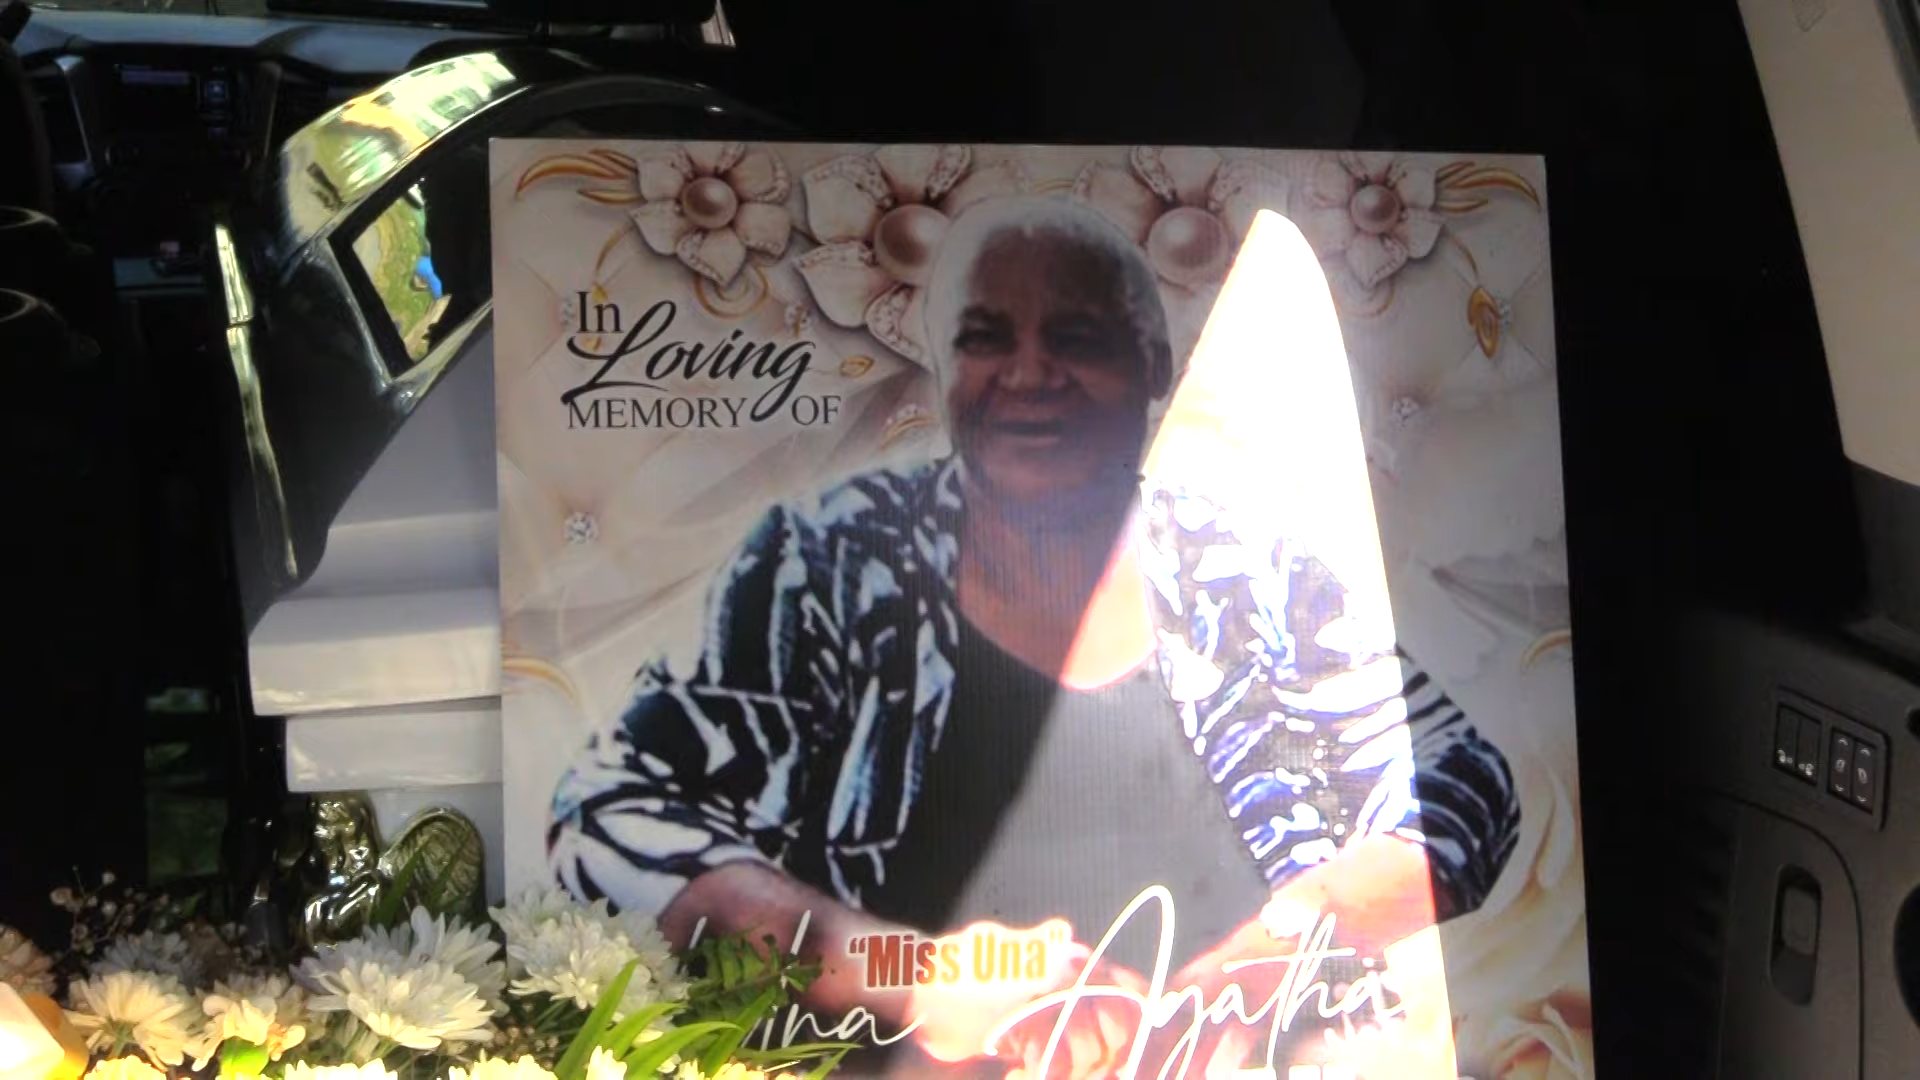 In
Loving
MEMORY OF
“Miss Una”
Agatha